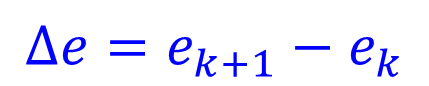 Δe = e_{k+1} − e_k